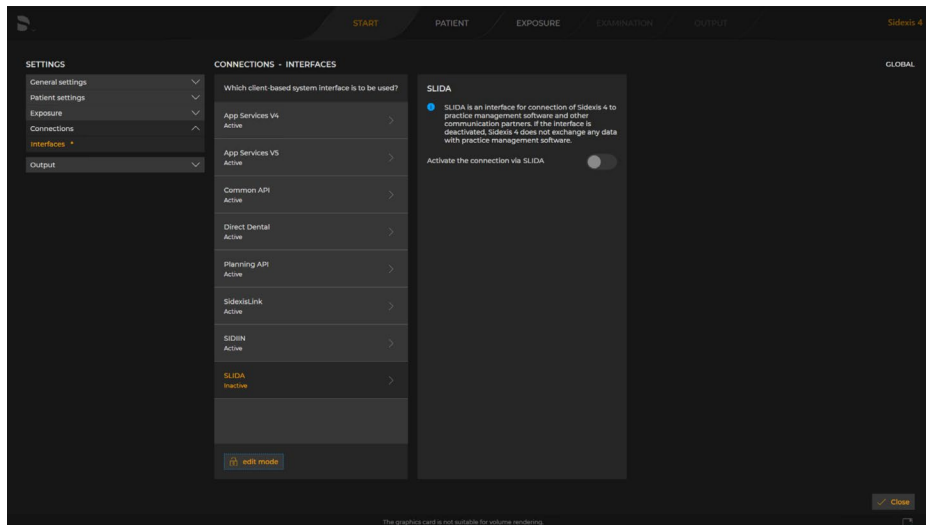 START
PATIENT
EXPOSURE
EXAMINATION
OUTPUT
Sidexis 4
SETTINGS
General settings
Patient settings
Exposure
Connections
Interfaces *
Output
CONNECTIONS - INTERFACES
Which client-based system interface is to be used?
App Services V4
Active
App Services V5
Active
Common API
Active
Direct Dental
Active
Planning API
Active
SidexisLink
Active
SIDIIN
Active
SLIDA
Inactive
edit mode
GLOBAL
SLIDA
SLIDA is an interface for connection of Sidexis 4 to
practice management software and other
communication partners. If the interface is
deactivated, Sidexis 4 does not exchange any data
with practice management software.
Activate the connection via SLIDA
Close
The graphics card is not suitable for volume rendering.